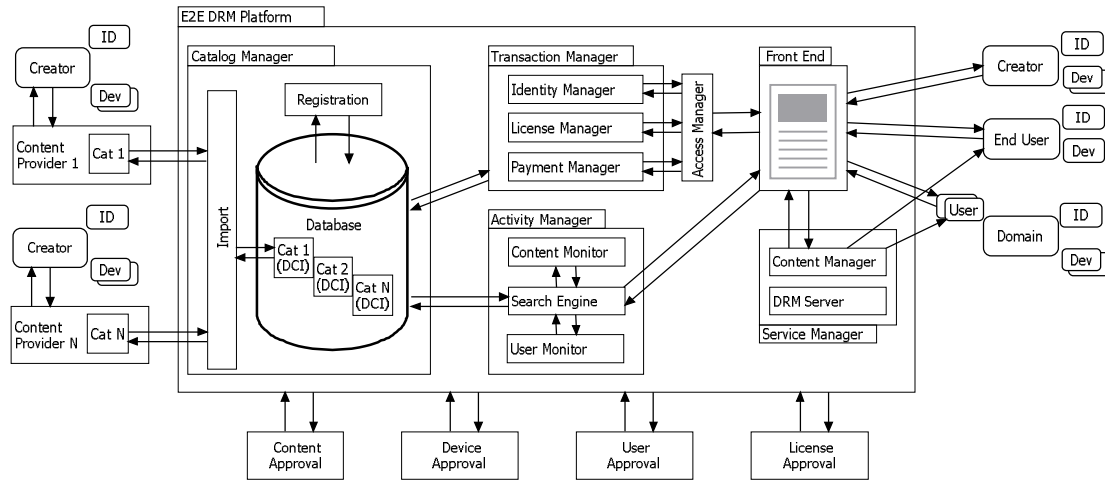 E2E DRM Platform
ID
Creator
Dev
Content
Provider 1
Cat 1
ID
Creator
Dev
Content
Provider N
Cat N
Catalog Manager
Import
Registration
Database
Cat 1
(DCI)
Cat 2
(DCI)
Cat N
(DCI)
Transaction Manager
Identity Manager
License Manager
Payment Manager
Access Manager
Activity Manager
Content Monitor
Search Engine
User Monitor
Front End
Content Manager
DRM Server
Service Manager
Creator
ID
Dev
End User
ID
Dev
User
Domain
ID
Dev
Content
Approval
Device
Approval
User
Approval
License
Approval